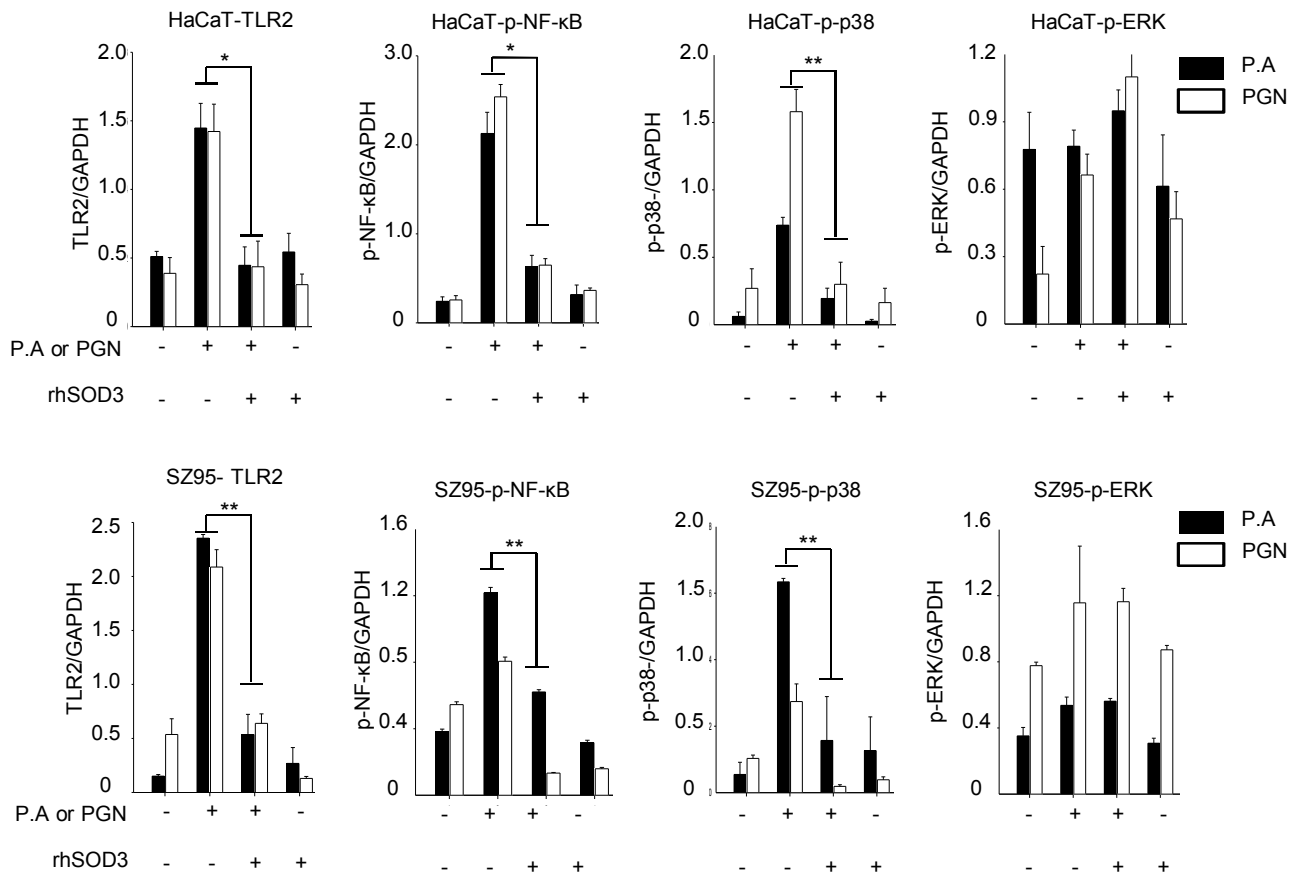 HaCaT-TLR2 HaCaT-p-NF-κB HaCaT-p-p38 HaCaT-p-ERK
TLR2/GAPDH
2.0
1.5
1.0
0.5
0
*
p-NF-κB/GAPDH
3.0
2.0
1.0
0
*
p-p38-/GAPDH
2.0
1.5
1.0
0.5
0
**
p-ERK/GAPDH
1.2
0.9
0.6
0.3
0
P.A
PGN
P.A or PGN - + + - - + + - - + + - - + + -
rhSOD3 - - + + - - + + - - + + - - + +
SZ95- TLR2 SZ95-p-NF-κB SZ95-p-p38 SZ95-p-ERK
TLR2/GAPDH
2.5
2.0
1.5
1.0
0.5
0
**
p-NF-κB/GAPDH
1.6
1.2
0.5
0.4
0
**
p-p38-/GAPDH
2.0
1.5
1.0
0.5
0
**
p-ERK/GAPDH
1.6
1.2
0.8
0.4
0
P.A
PGN
P.A or PGN - + + - - + + - - + + - - + + -
rhSOD3 - - + + - - + + - - + + - - + +